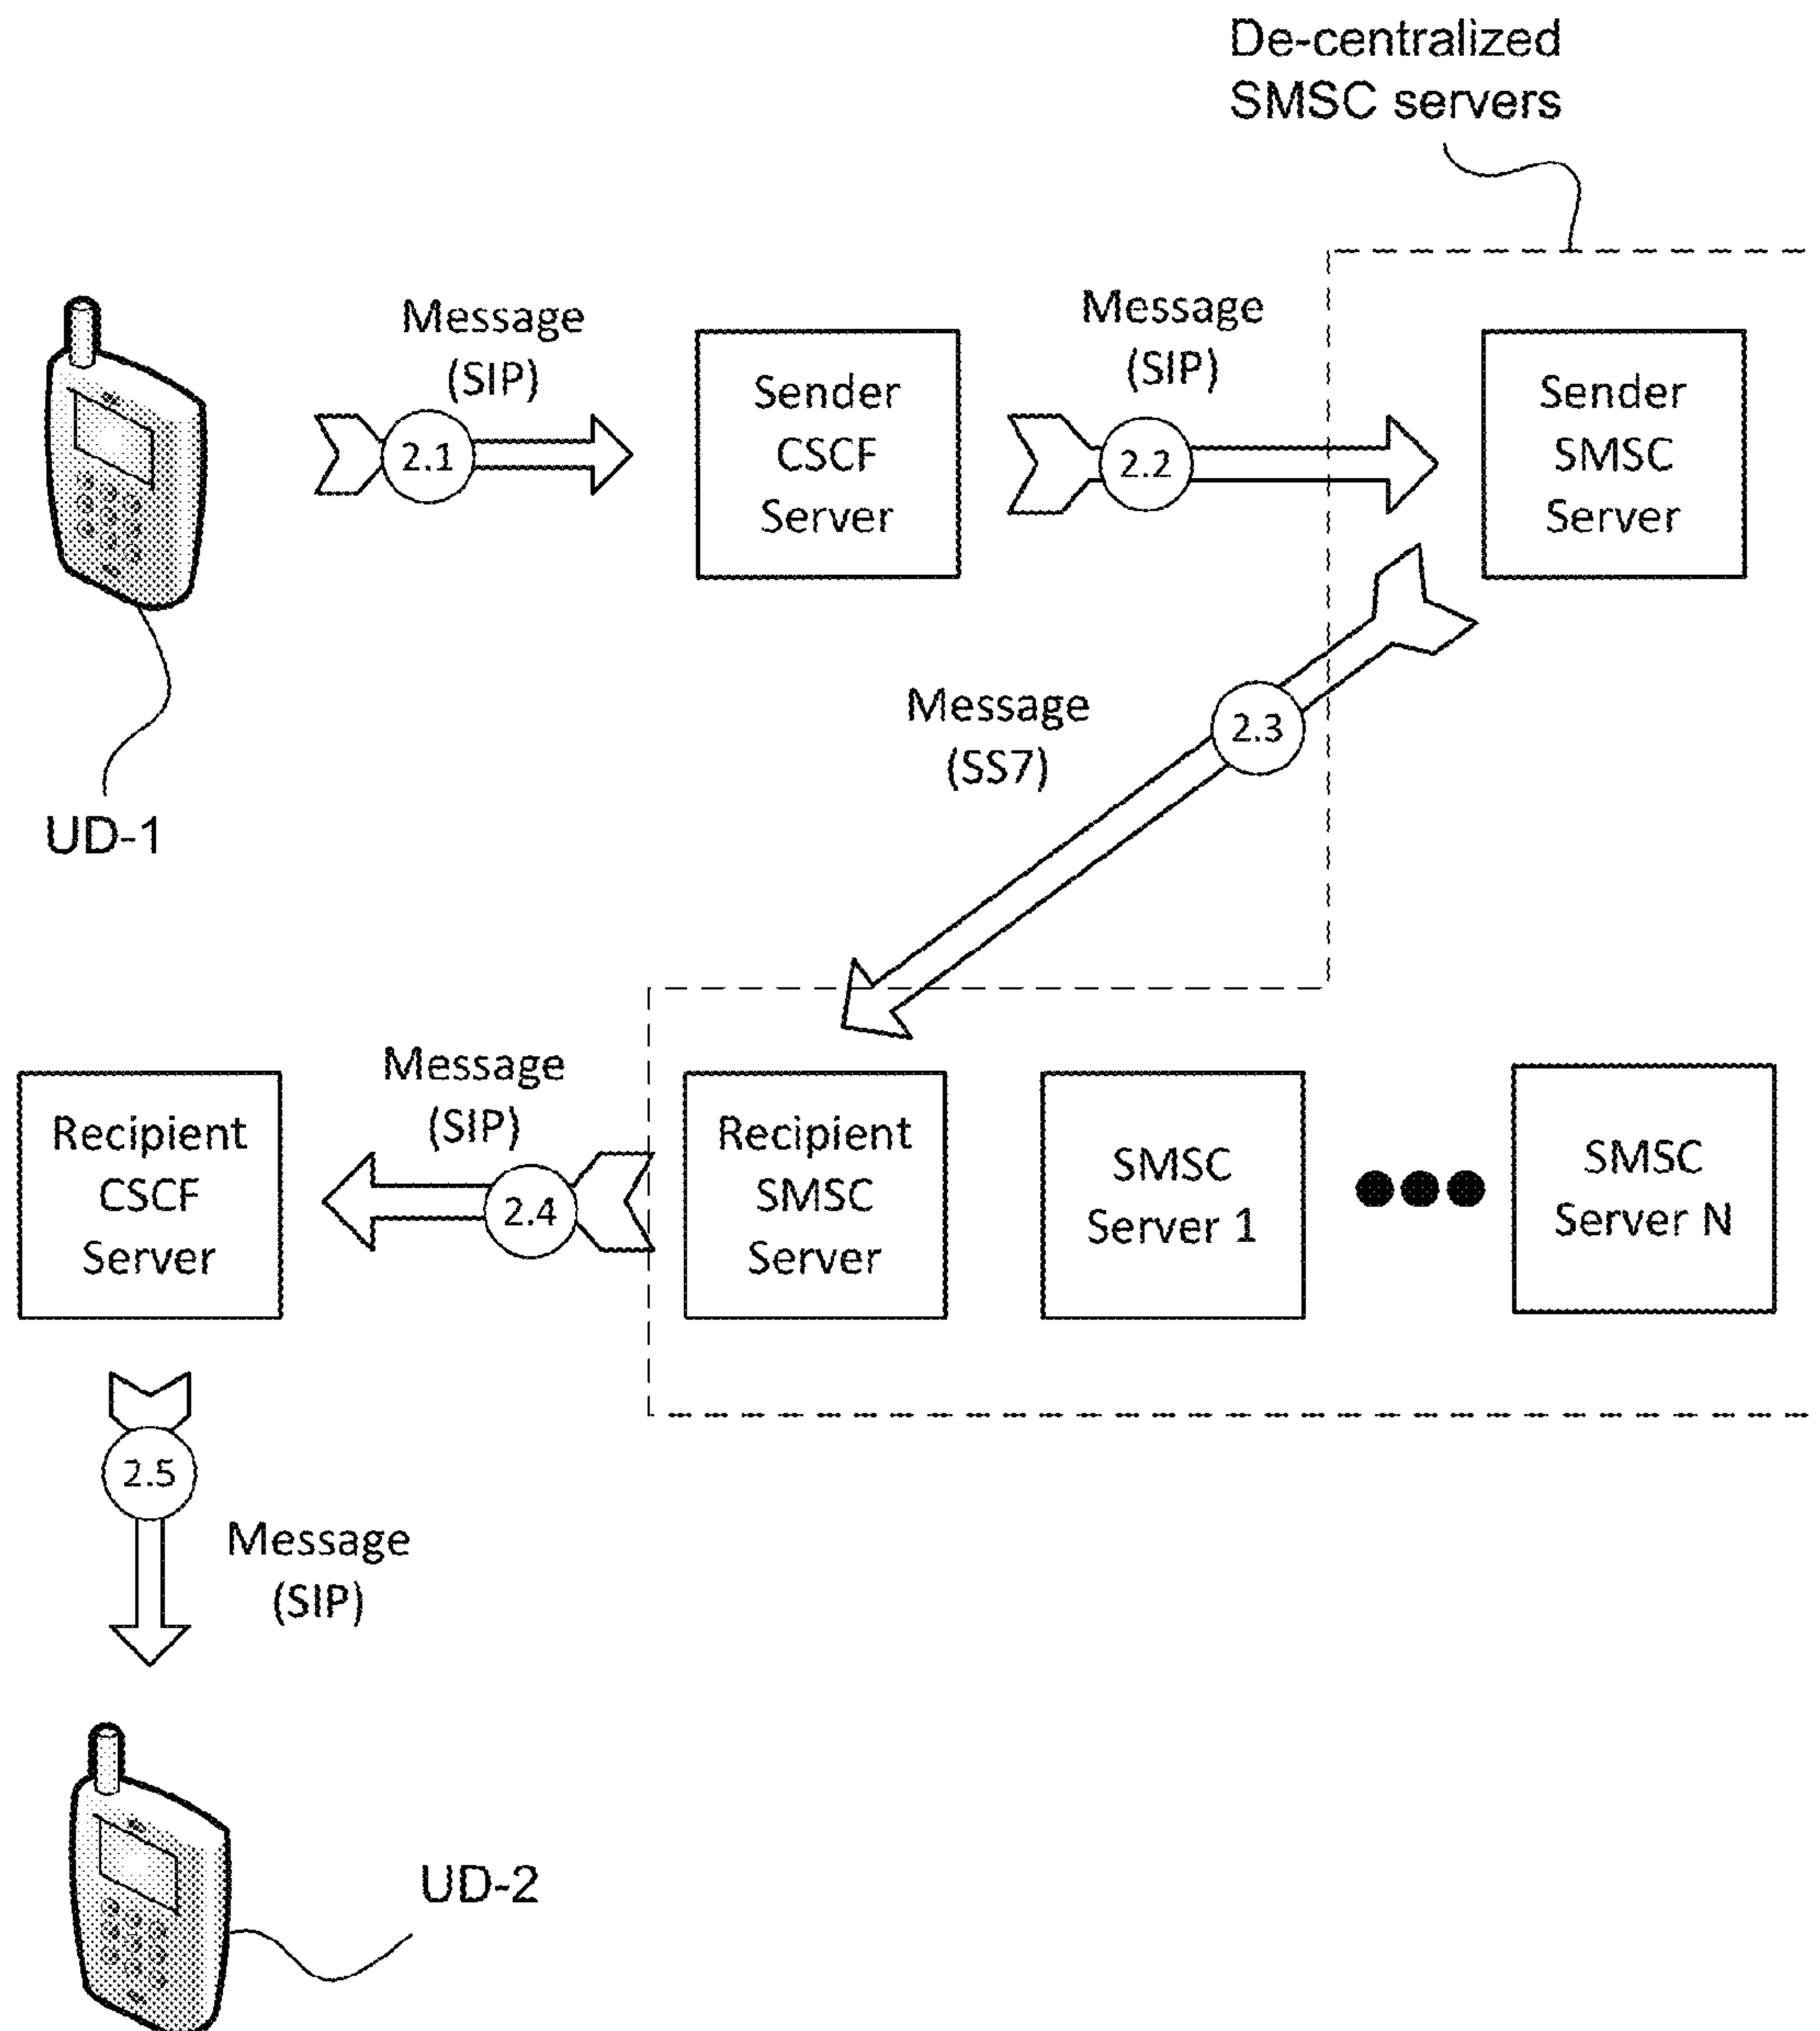 De-centralized
SMSC servers
Message
(SIP)
2.1
Sender
CSCF
Server
Message
(SIP)
2.2
Sender
SMSC
Server
UD-1
Message
(SS7)
2.3
Recipient
CSCF
Server
Message
(SIP)
2.4
Recipient
SMSC
Server
SMSC
Server 1
SMSC
Server N
2.5
Message
(SIP)
UD-2